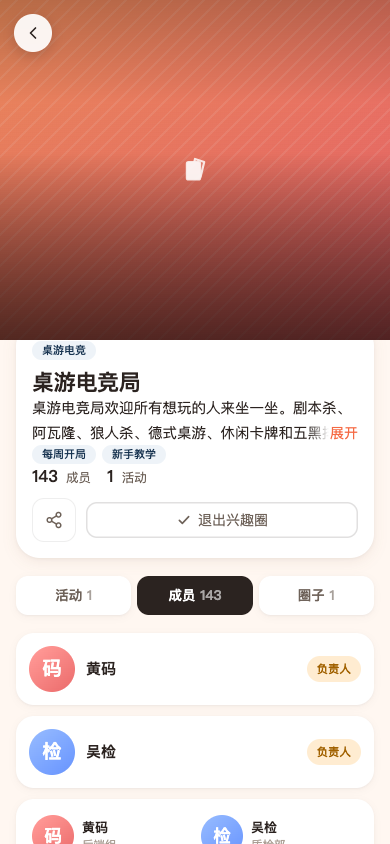 桌游电竞
桌游电竞局
桌游电竞局欢迎所有想玩的人来坐一坐。剧本杀、
阿瓦隆、狼人杀、德式桌游、休闲卡牌和五黑 展开
每周开局 新手教学
143 成员 1 活动
退出兴趣圈
活动 1 成员 143 圈子 1
码 黄码 负责人
检 吴检 负责人
码 黄码 检 吴检